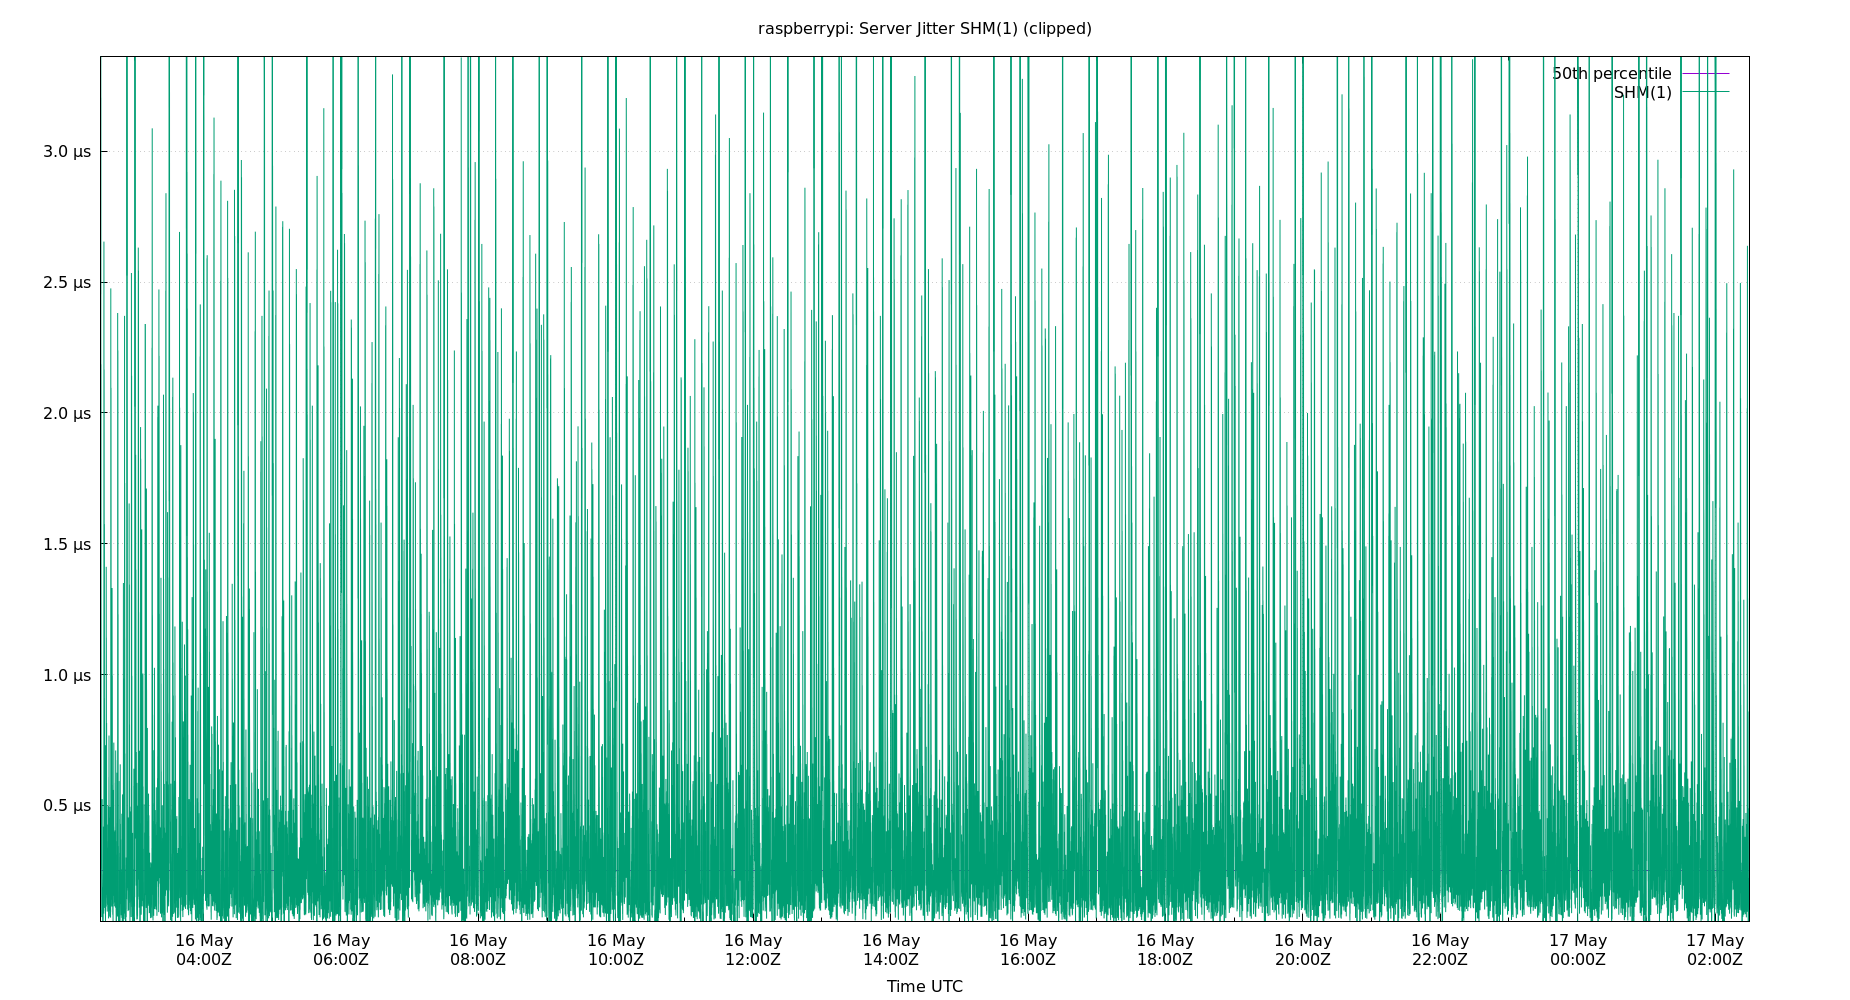 raspberrypi: Server Jitter SHM(1) (clipped)
50th percentile
SHM(1)
3.0 µs
2.5 µs
2.0 µs
1.5 µs
1.0 µs
0.5 µs
16 May 16 May 16 May 16 May 16 May 16 May 16 May 16 May 16 May 16 May 17 May 17 May
04:00Z 06:00Z 08:00Z 10:00Z 12:00Z 14:00Z 16:00Z 18:00Z 20:00Z 22:00Z 00:00Z 02:00Z
Time UTC